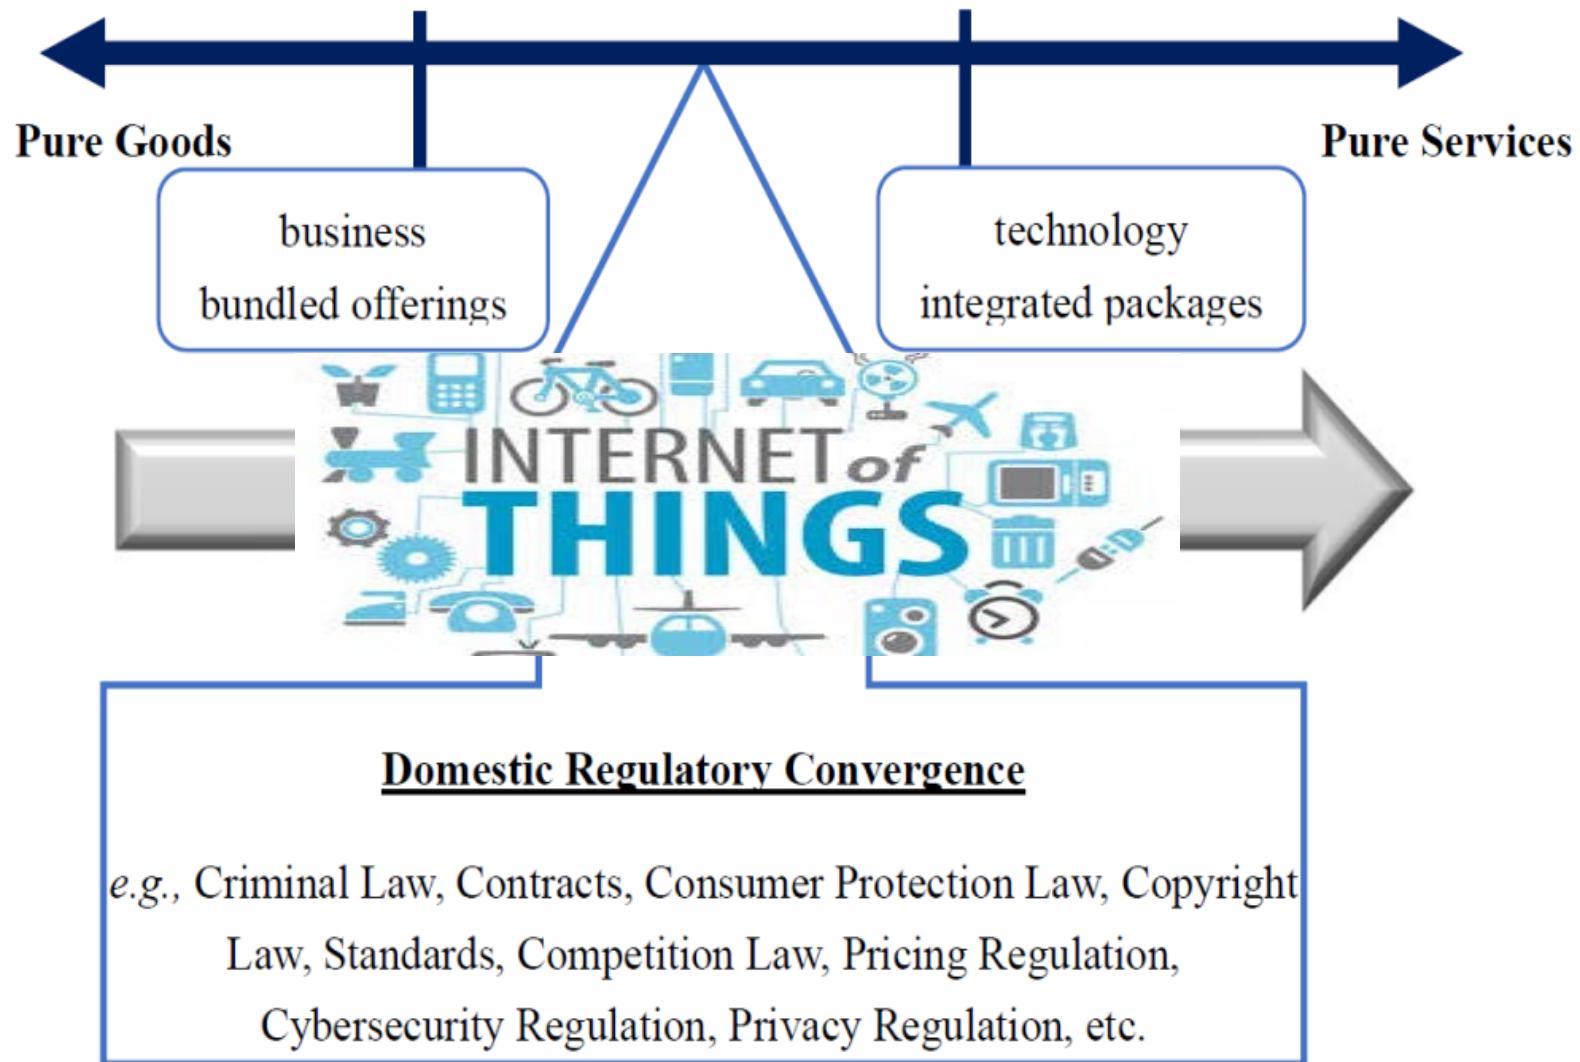 Pure Goods
Pure Services
business
bundled offerings
technology
integrated packages
INTERNET of
THINGS
Domestic Regulatory Convergence
e.g., Criminal Law, Contracts, Consumer Protection Law, Copyright
Law, Standards, Competition Law, Pricing Regulation,
Cybersecurity Regulation, Privacy Regulation, etc.